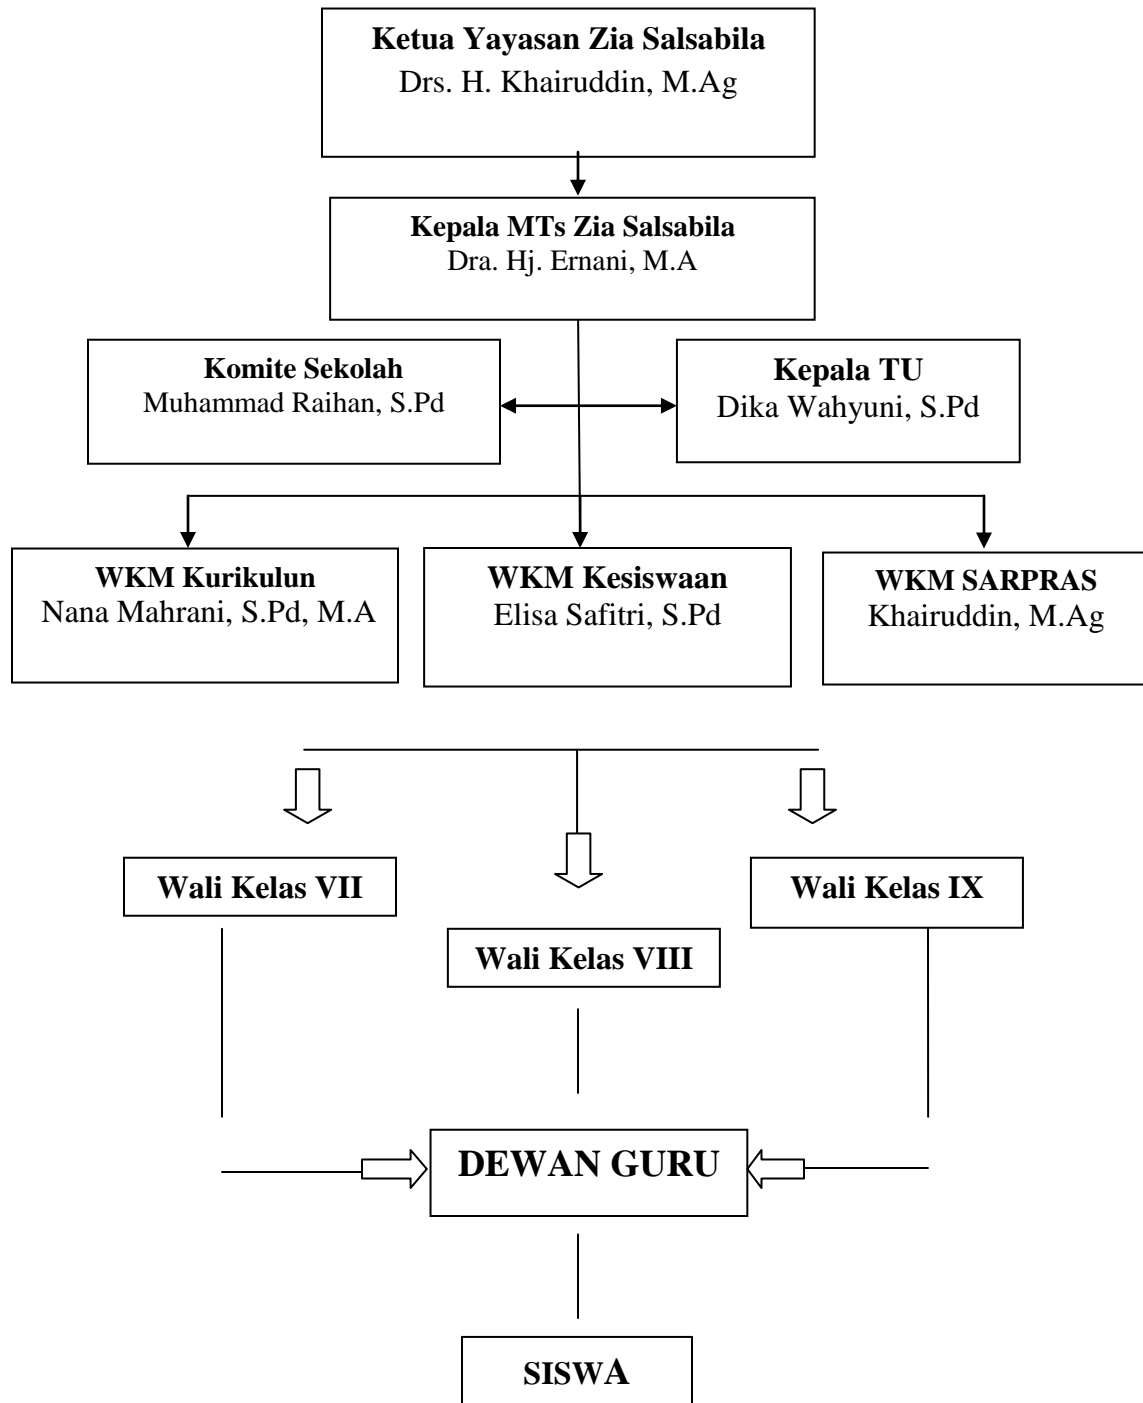 Ketua Yayasan Zia Salsabila
Drs. H. Khairuddin, M.Ag
Kepala MTs Zia Salsabila
Dra. Hj. Ernani, M.A
Komite Sekolah
Muhammad Raihan, S.Pd
Kepala TU
Dika Wahyuni, S.Pd
WKM Kurikulun
Nana Mahrani, S.Pd, M.A
WKM Kesiswaan
Elisa Safitri, S.Pd
WKM SARPRAS
Khairuddin, M.Ag
Wali Kelas VII
Wali Kelas VIII
Wali Kelas IX
DEWAN GURU
SISWA